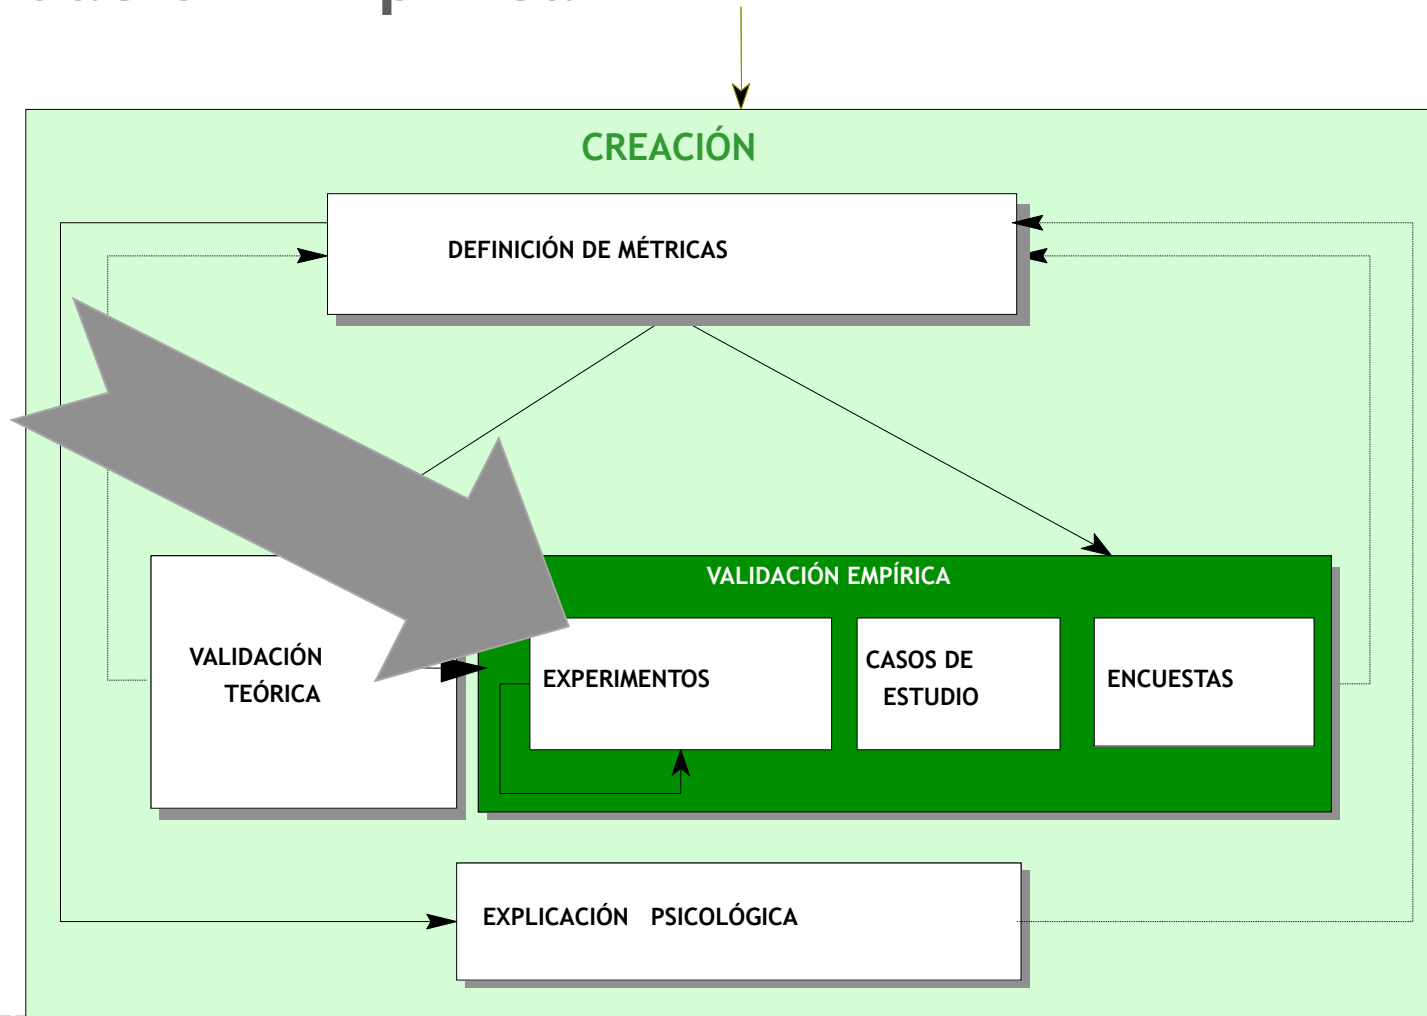 CREACIÓN
DEFINICIÓN DE MÉTRICAS
VALIDACIÓN EMPÍRICA
VALIDACIÓN
TEÓRICA
EXPERIMENTOS
CASOS DE
ESTUDIO
ENCUESTAS
EXPLICACIÓN PSICOLÓGICA